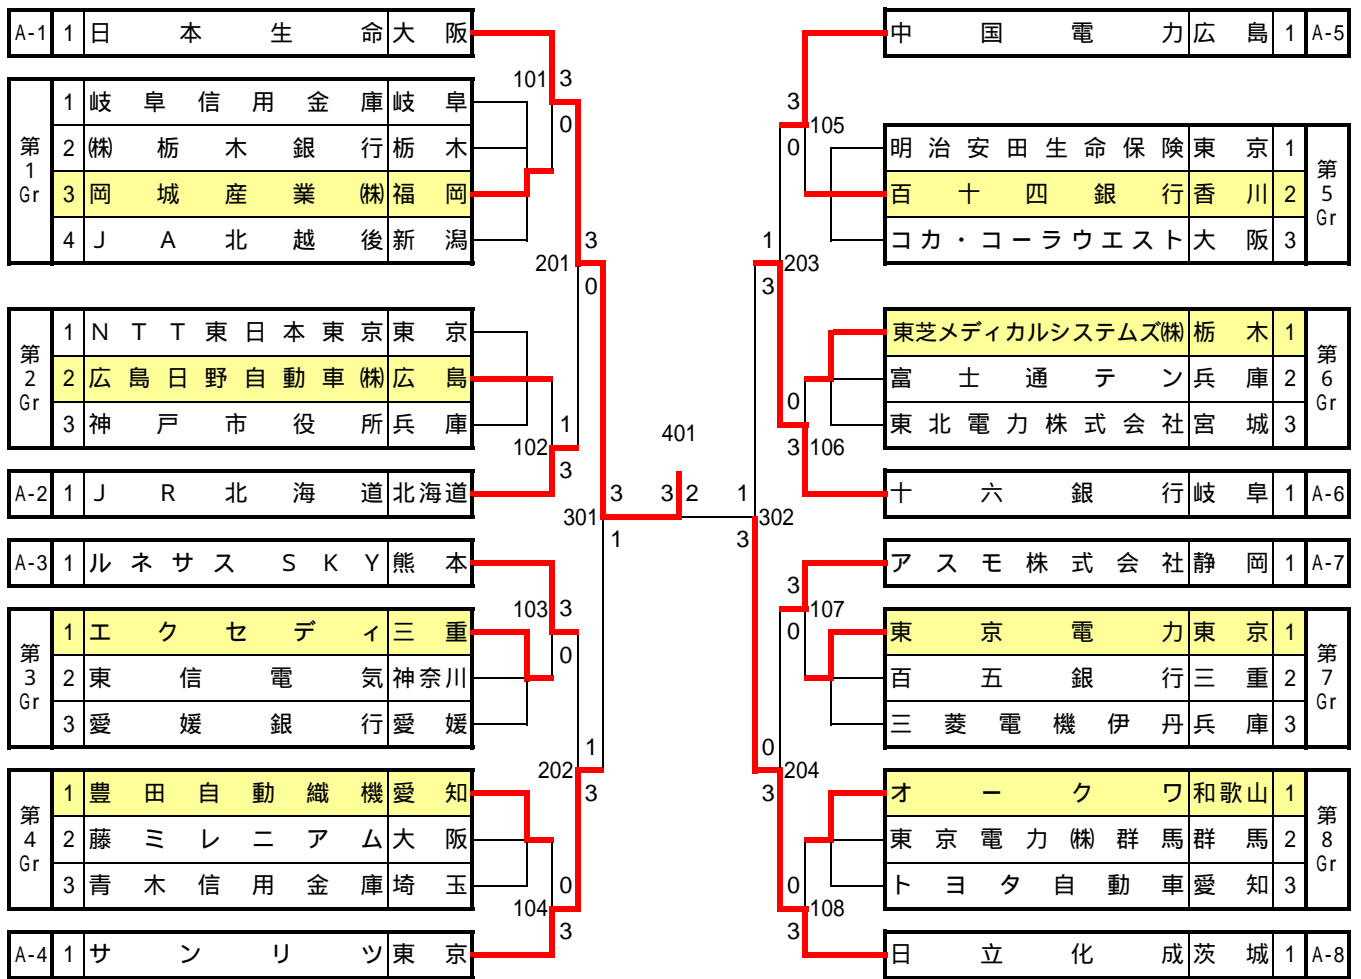 A-1 1 日本生命 大阪
101 3
0
第1Gr
1 岐阜信用金庫 岐阜
2 ㈱栃木銀行 栃木
3 岡城産業㈱ 福岡
4 JA北越後 新潟
3
201
0
第2Gr
1 NTT東日本東京 東京
2 広島日野自動車㈱ 広島
3 神戸市役所 兵庫
1
102
3
A-2 1 JR北海道 北海道
3
301
1
A-3 1 ルネサスSKY 熊本
103 3
0
第3Gr
1 エクセディ 三重
2 東信電気 神奈川
3 愛媛銀行 愛媛
1
202
3
第4Gr
1 豊田自動織機 愛知
2 藤ミレニアム 大阪
3 青木信用金庫 埼玉
0
104
3
A-4 1 サンリツ 東京
401
3 2
中国電力 広島 1 A-5
3
105
0
明治安田生命保険 東京 1
百十四銀行 香川 2
コカ・コーラウエスト 大阪 3
第5Gr
1
203
3
東芝メディカルシステムズ㈱ 栃木 1
富士通テン 兵庫 2
東北電力株式会社 宮城 3
第6Gr
0
3 106
十六銀行 岐阜 1 A-6
1
302
3
アスモ株式会社 静岡 1 A-7
3
107
0
東京電力 東京 1
百五銀行 三重 2
三菱電機伊丹 兵庫 3
第7Gr
0
204
3
オークワ 和歌山 1
東京電力㈱群馬 群馬 2
トヨタ自動車 愛知 3
第8Gr
0
108
3
日立化成 茨城 1 A-8